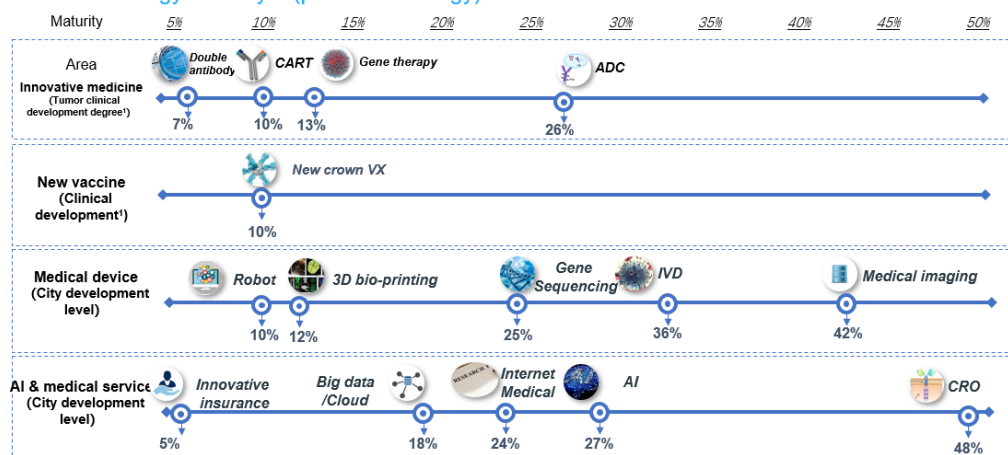 Maturity 5% 10% 15% 20% 25% 30% 35% 40% 45% 50%
Area
Innovative medicine
(Tumor clinical
development degree¹)
Double
antibody
CART
Gene therapy
ADC
7% 10% 13% 26%
New vaccine
(Clinical
development¹)
New crown VX
10%
Medical device
(City development
level)
Robot
3D bio-printing
Gene
Sequencing
IVD
Medical imaging
10% 12% 25% 36% 42%
AI & medical service
(City development
level)
Innovative
insurance
Big data
/Cloud
RESEARCH
Internet
Medical
AI
CRO
5% 18% 24% 27% 48%